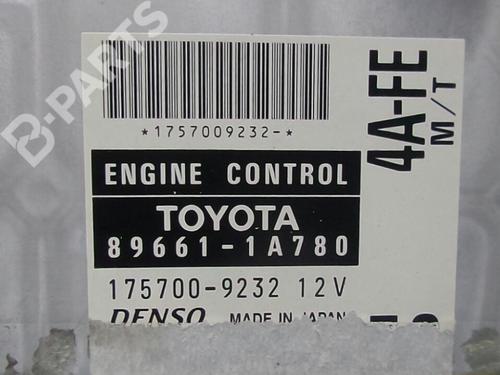 B-PARTS
*1757009232-*
ENGINE CONTROL
TOYOTA
89661-1A780
175700-9232 12V
DENSO MADE IN JAPAN
4A-FE
M/T